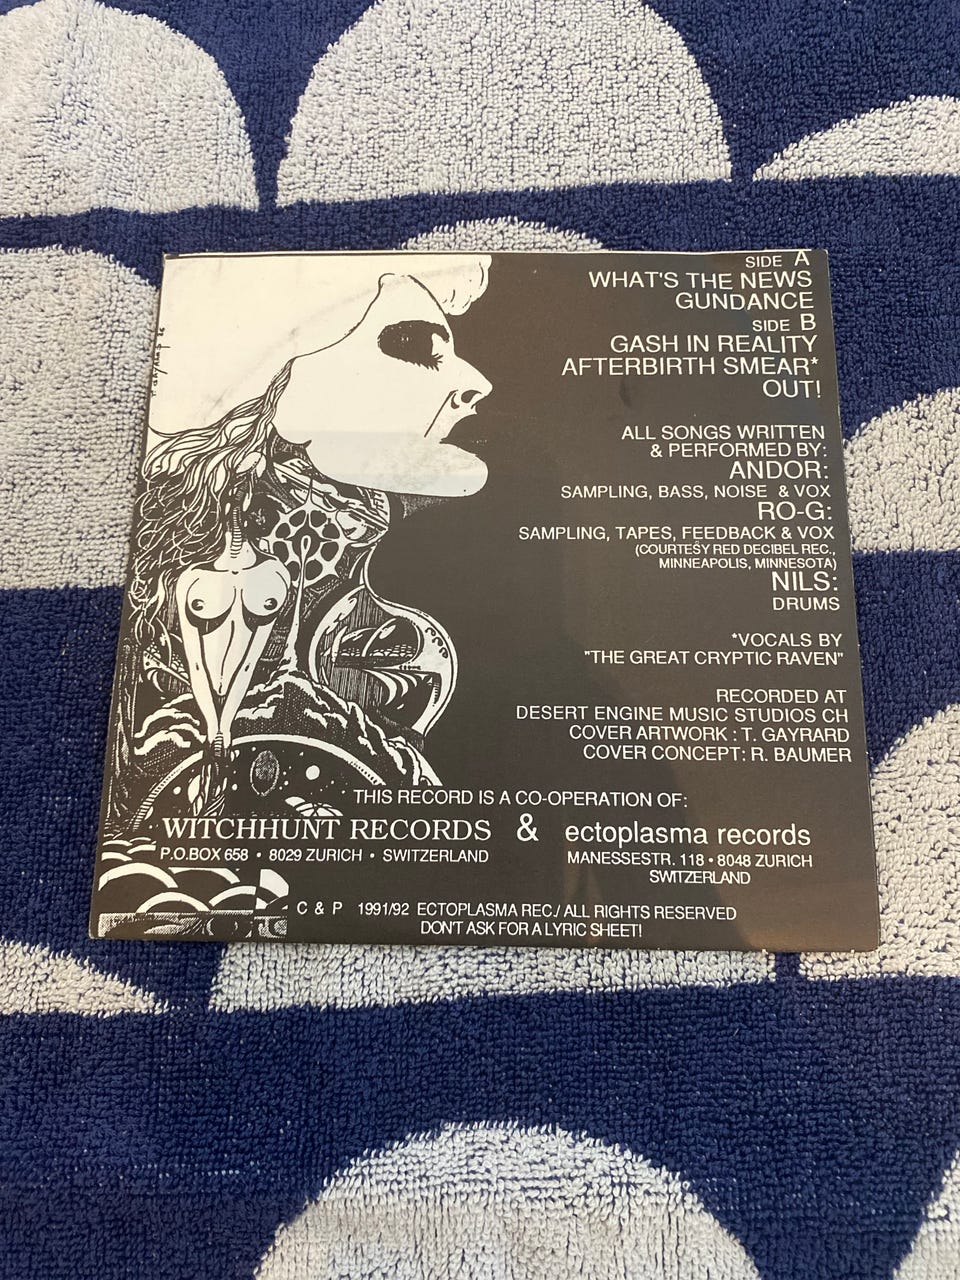 SIDE A
WHAT'S THE NEWS
GUNDANCE
SIDE B
GASH IN REALITY
AFTERBIRTH SMEAR*
OUT!
ALL SONGS WRITTEN
& PERFORMED BY:
ANDOR:
SAMPLING, BASS, NOISE & VOX
RO-G:
SAMPLING, TAPES, FEEDBACK & VOX
(COURTESY RED DECIBEL REC.,
MINNEAPOLIS, MINNESOTA)
NILS:
DRUMS
*VOCALS BY
"THE GREAT CRYPTIC RAVEN"
RECORDED AT
DESERT ENGINE MUSIC STUDIOS CH
COVER ARTWORK : T. GAYRARD
COVER CONCEPT: R. BAUMER
THIS RECORD IS A CO-OPERATION OF:
WITCHHUNT RECORDS & ectoplasma records
P.O.BOX 658 • 8029 ZURICH • SWITZERLAND
MANESSESTR. 118 • 8048 ZURICH
SWITZERLAND
C & P 1991/92 ECTOPLASMA REC./ ALL RIGHTS RESERVED
DON'T ASK FOR A LYRIC SHEET!